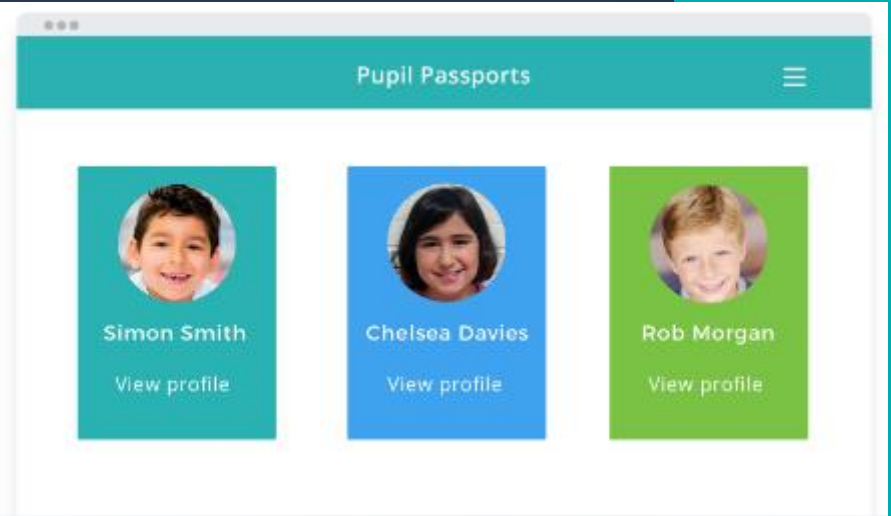 Pupil Passports
Simon Smith
Chelsea Davies
Rob Morgan
View profile
View profile
View profile